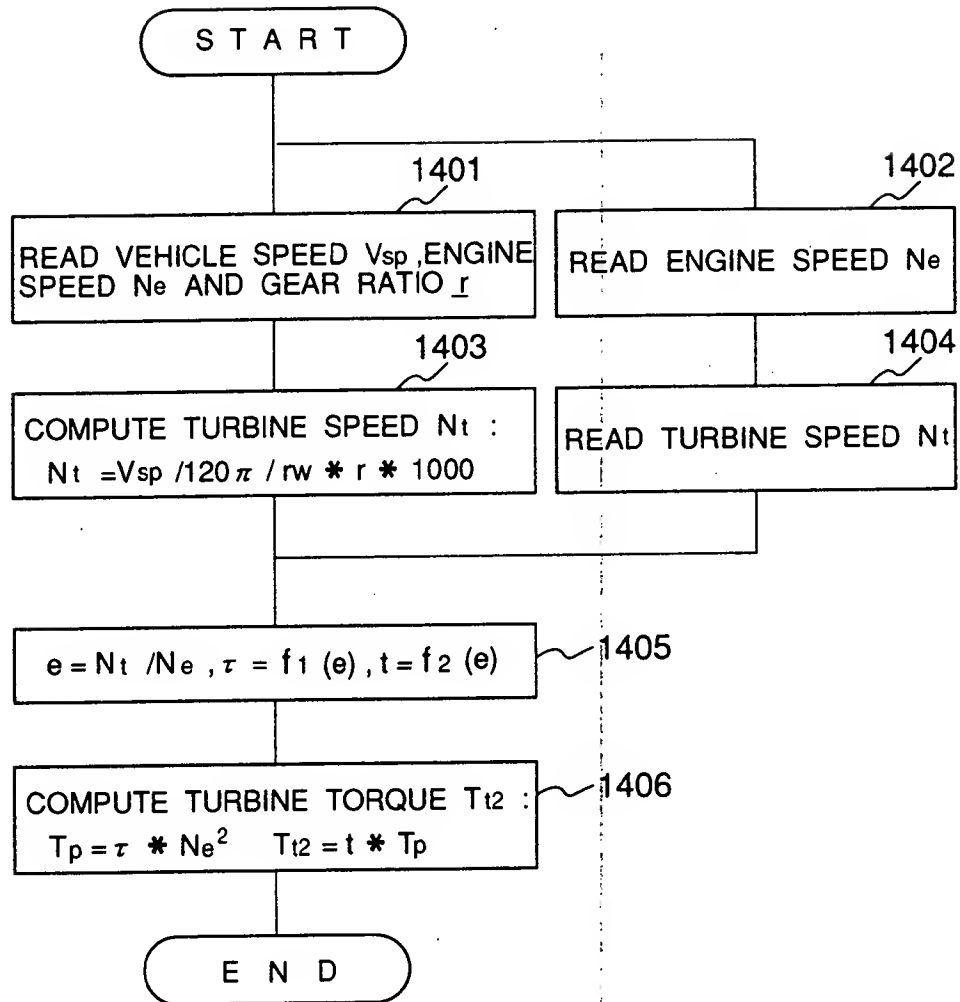 START
1401
1402
READ VEHICLE SPEED Vsp ,ENGINE
SPEED Ne AND GEAR RATIO r
READ ENGINE SPEED Ne
1403
1404
COMPUTE TURBINE SPEED Nt :
Nt =Vsp /120π / rw * r * 1000
READ TURBINE SPEED Nt
e = Nt /Ne , τ = f1 (e) , t = f2 (e)
1405
COMPUTE TURBINE TORQUE Tt2 :
Tp = τ * Ne² Tt2 = t * Tp
1406
END